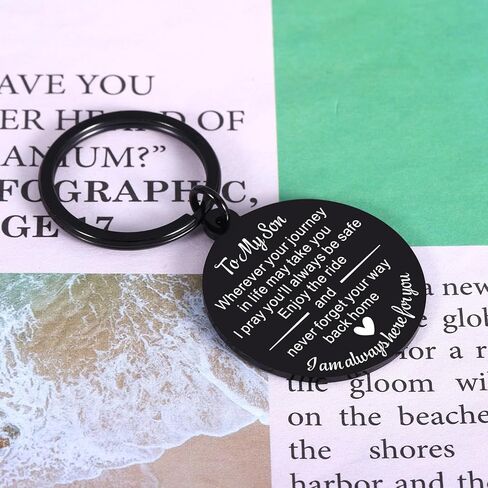 AVE YOU
ER HEARD OF
ANIUM?”
FOGRAPHIC,
GE 17
To My Son
Wherever your journey
in life may take you
I pray you'll always be safe
Enjoy the ride
and
never forget your way
back home
I am always here for you
a new
glob
for a r
the gloom wi
on the beache
the shores
harbor and the